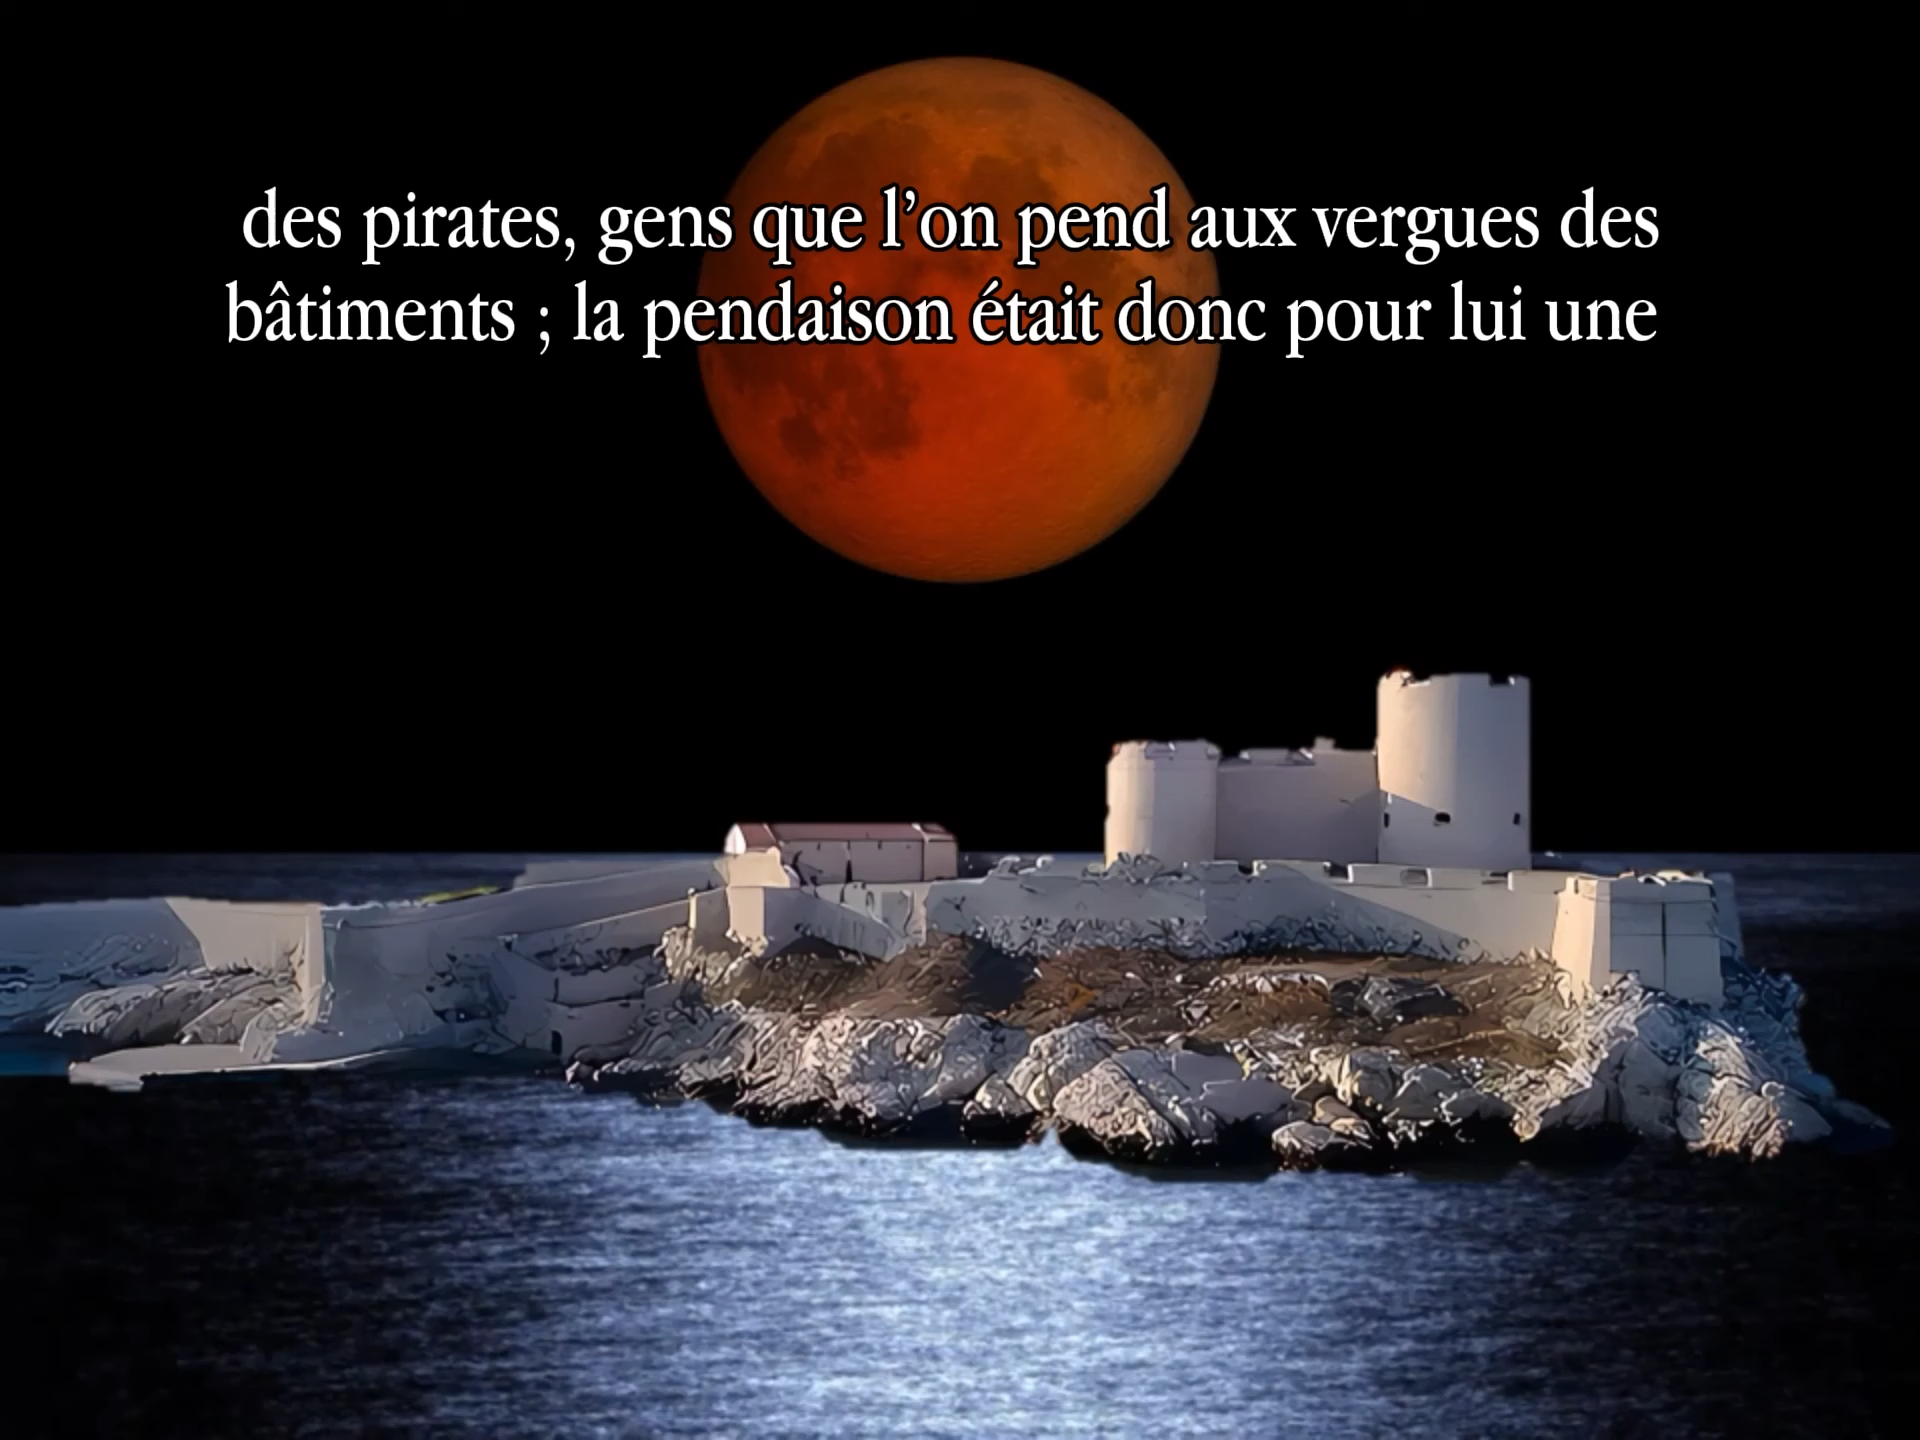 des pirates, gens que l’on pend aux vergues des
bâtiments ; la pendaison était donc pour lui une